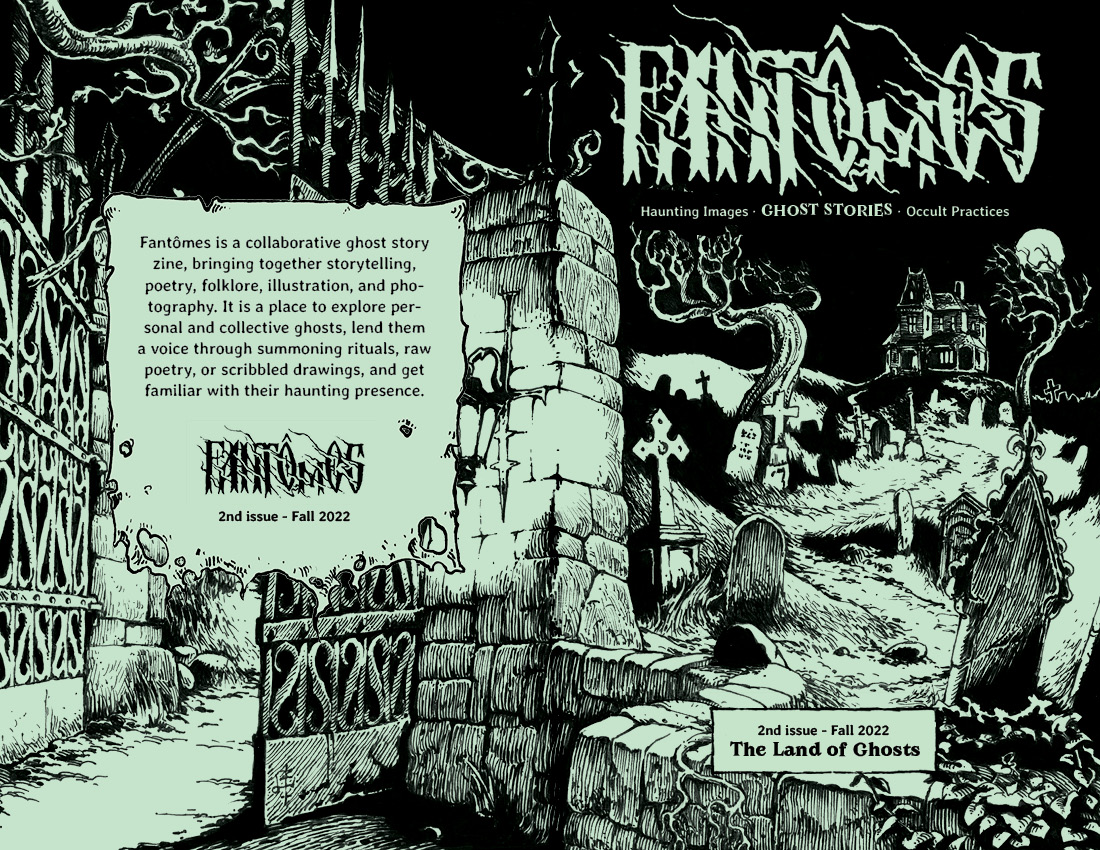 Fantômes is a collaborative ghost story
zine, bringing together storytelling,
poetry, folklore, illustration, and pho-
tography. It is a place to explore per-
sonal and collective ghosts, lend them
a voice through summoning rituals, raw
poetry, or scribbled drawings, and get
familiar with their haunting presence.
FANTÔMES
2nd issue - Fall 2022
FANTÔMES
Haunting Images · GHOST STORIES · Occult Practices
2nd issue - Fall 2022
The Land of Ghosts